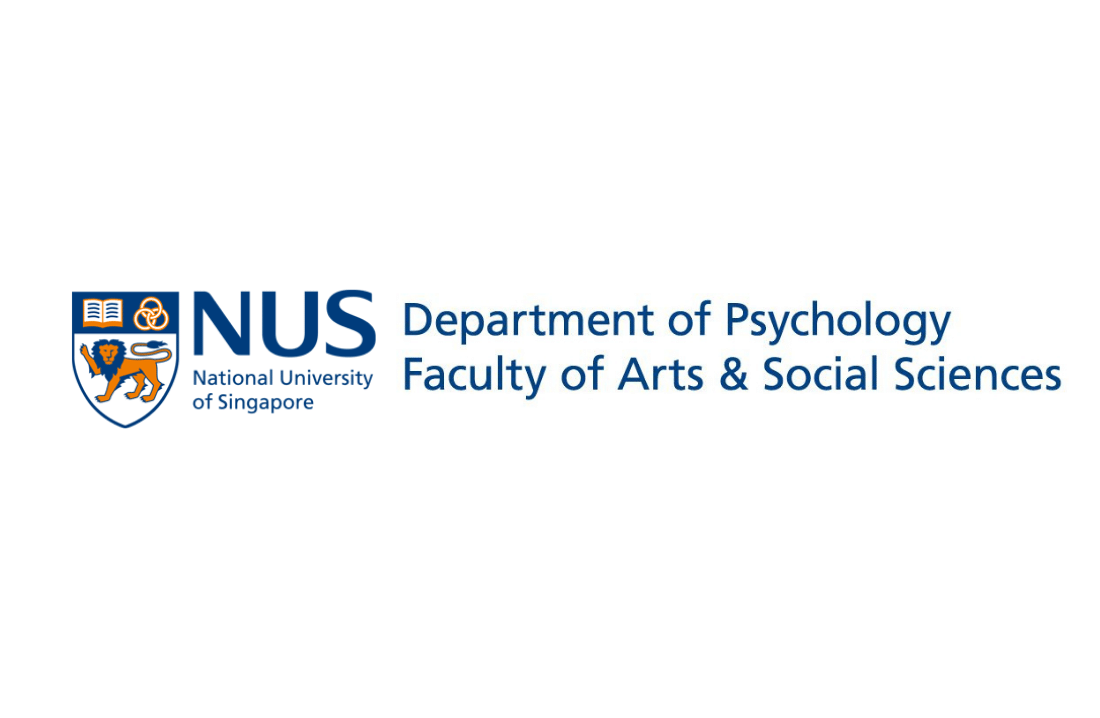 NUS
National University
of Singapore
Department of Psychology
Faculty of Arts & Social Sciences